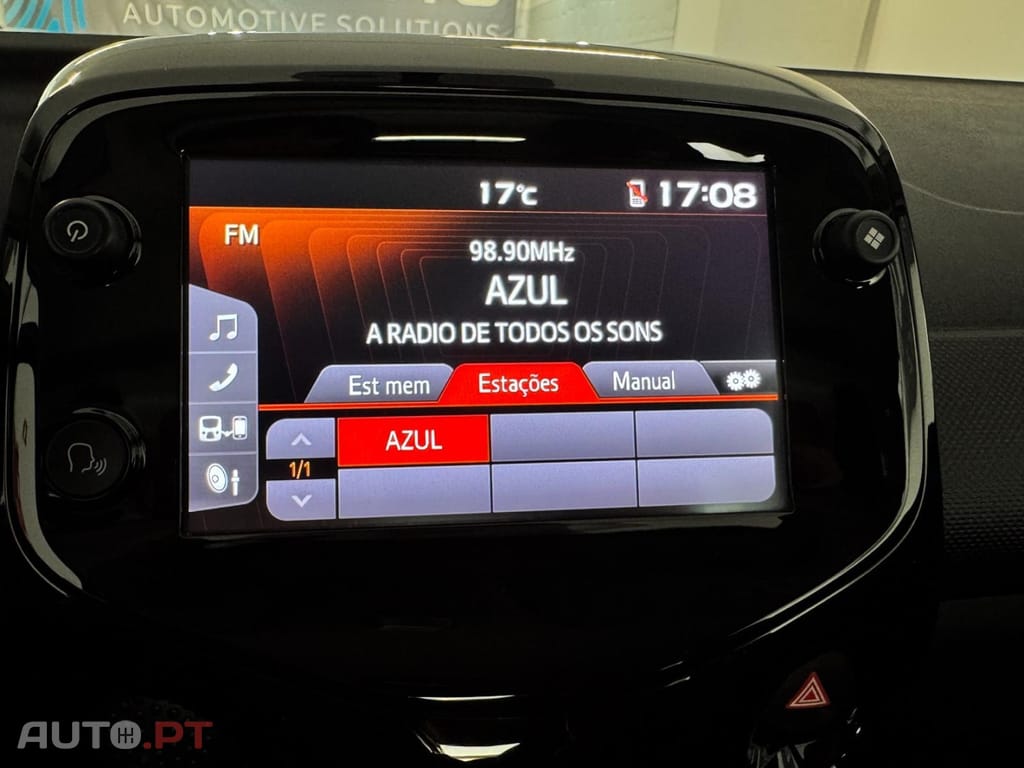 AUTOMOTIVE SOLUTIONS
17°C
17:08
FM
98.90MHz
AZUL
A RADIO DE TODOS OS SONS
Est mem
Estações
Manual
AZUL
1/1
AUTO.PT